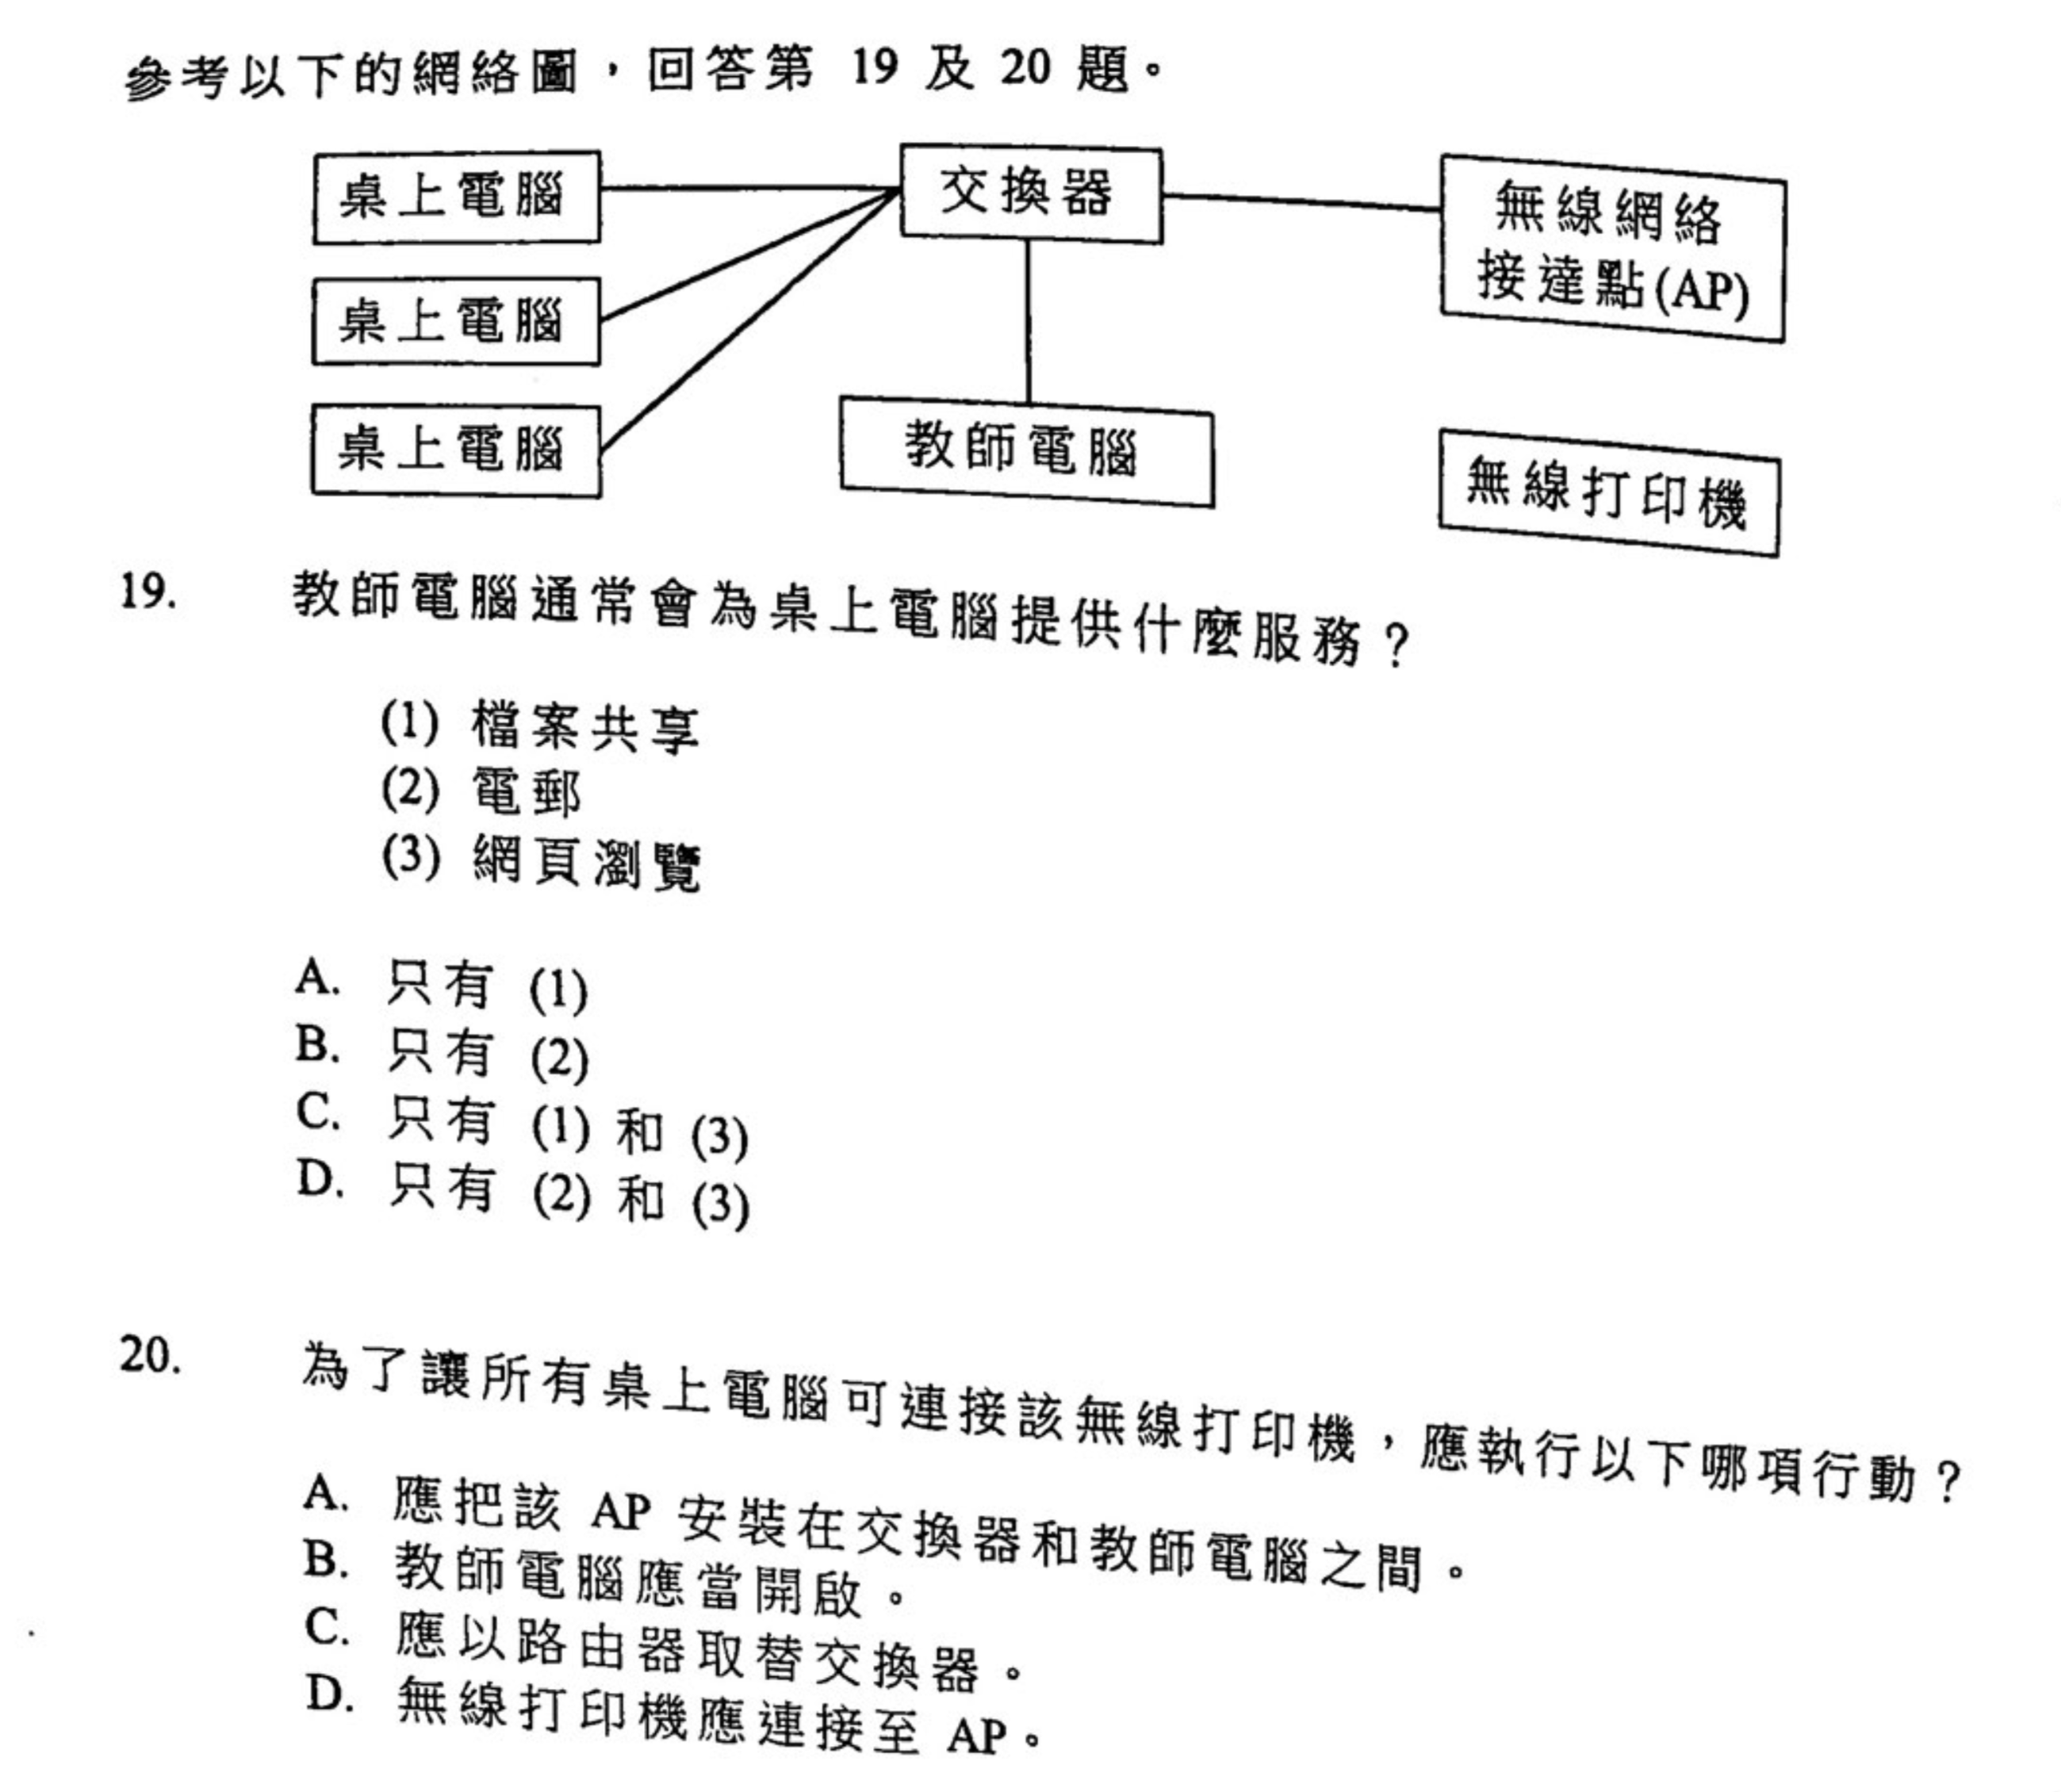 參考以下的網絡圖，回答第 19 及 20 題。
桌上電腦
交換器
無線網絡
接達點(AP)
桌上電腦
桌上電腦
教師電腦
無線打印機
19. 教師電腦通常會為桌上電腦提供什麼服務？
(1) 檔案共享
(2) 電郵
(3) 網頁瀏覽
A. 只有 (1)
B. 只有 (2)
C. 只有 (1) 和 (3)
D. 只有 (2) 和 (3)
20. 為了讓所有桌上電腦可連接該無線打印機，應執行以下哪項行動？
A. 應把該 AP 安裝在交換器和教師電腦之間。
B. 教師電腦應當開啟。
C. 應以路由器取替交換器。
D. 無線打印機應連接至 AP。